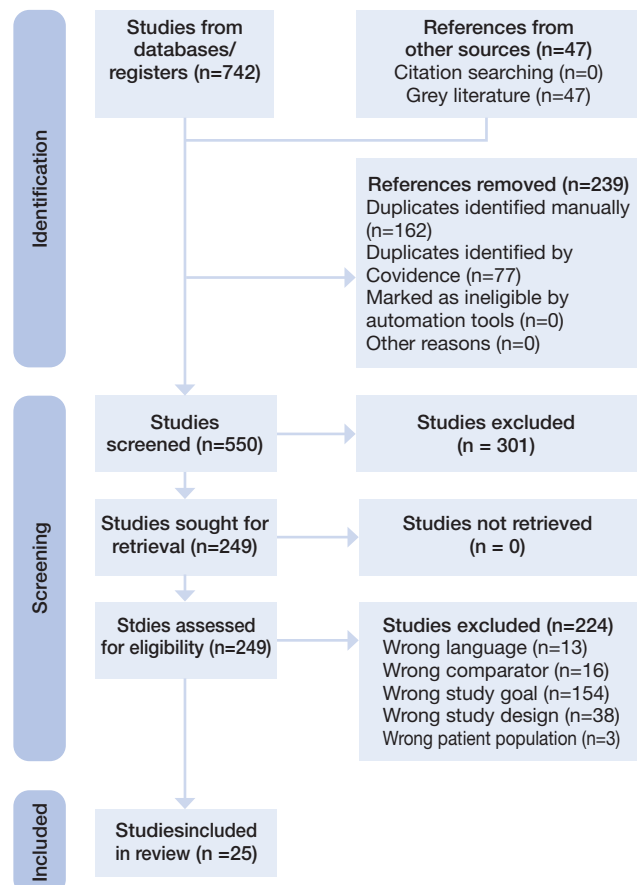 Identification
Studies from
databases/
registers (n=742)
References from
other sources (n=47)
Citation searching (n=0)
Grey literature (n=47)
References removed (n=239)
Duplicates identified manually
(n=162)
Duplicates identified by
Covidence (n=77)
Marked as ineligible by
automation tools (n=0)
Other reasons (n=0)
Screening
Studies
screened (n=550)
Studies excluded
(n = 301)
Studies sought for
retrieval (n=249)
Studies not retrieved
(n = 0)
Stdies assessed
for eligibility (n=249)
Studies excluded (n=224)
Wrong language (n=13)
Wrong comparator (n=16)
Wrong study goal (n=154)
Wrong study design (n=38)
Wrong patient population (n=3)
Included
Studiesincluded
in review (n =25)